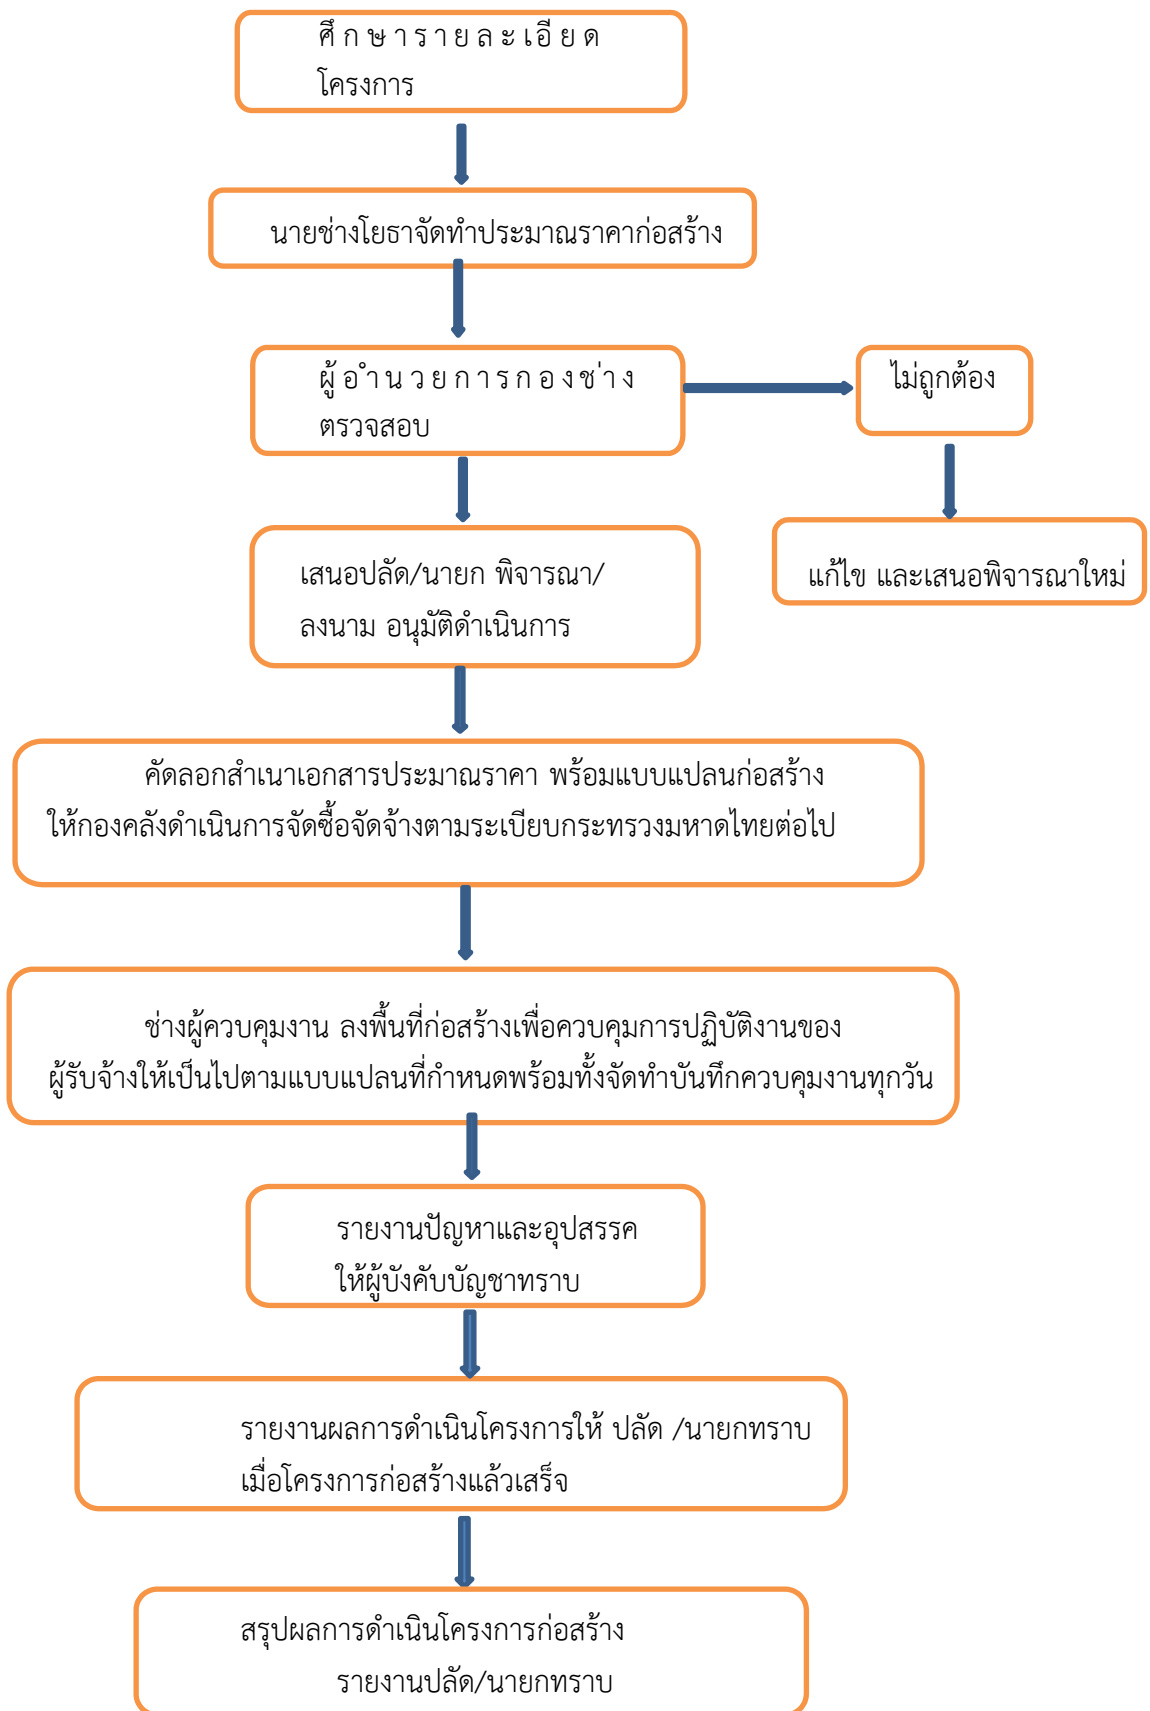 ศึกษารายละเอียด
โครงการ
นายช่างโยธาจัดทำประมาณราคาก่อสร้าง
ผู้อำนวยการกองช่าง
ตรวจสอบ
ไม่ถูกต้อง
แก้ไข และเสนอพิจารณาใหม่
เสนอปลัด/นายก พิจารณา/
ลงนาม อนุมัติดำเนินการ
คัดลอกสำเนาเอกสารประมาณราคา พร้อมแบบแปลนก่อสร้าง
ให้กองคลังดำเนินการจัดซื้อจัดจ้างตามระเบียบกระทรวงมหาดไทยต่อไป
ช่างผู้ควบคุมงาน ลงพื้นที่ก่อสร้างเพื่อควบคุมการปฏิบัติงานของ
ผู้รับจ้างให้เป็นไปตามแบบแปลนที่กำหนดพร้อมทั้งจัดทำบันทึกควบคุมงานทุกวัน
รายงานปัญหาและอุปสรรค
ให้ผู้บังคับบัญชาทราบ
รายงานผลการดำเนินโครงการให้ ปลัด /นายกทราบ
เมื่อโครงการก่อสร้างแล้วเสร็จ
สรุปผลการดำเนินโครงการก่อสร้าง
รายงานปลัด/นายกทราบ